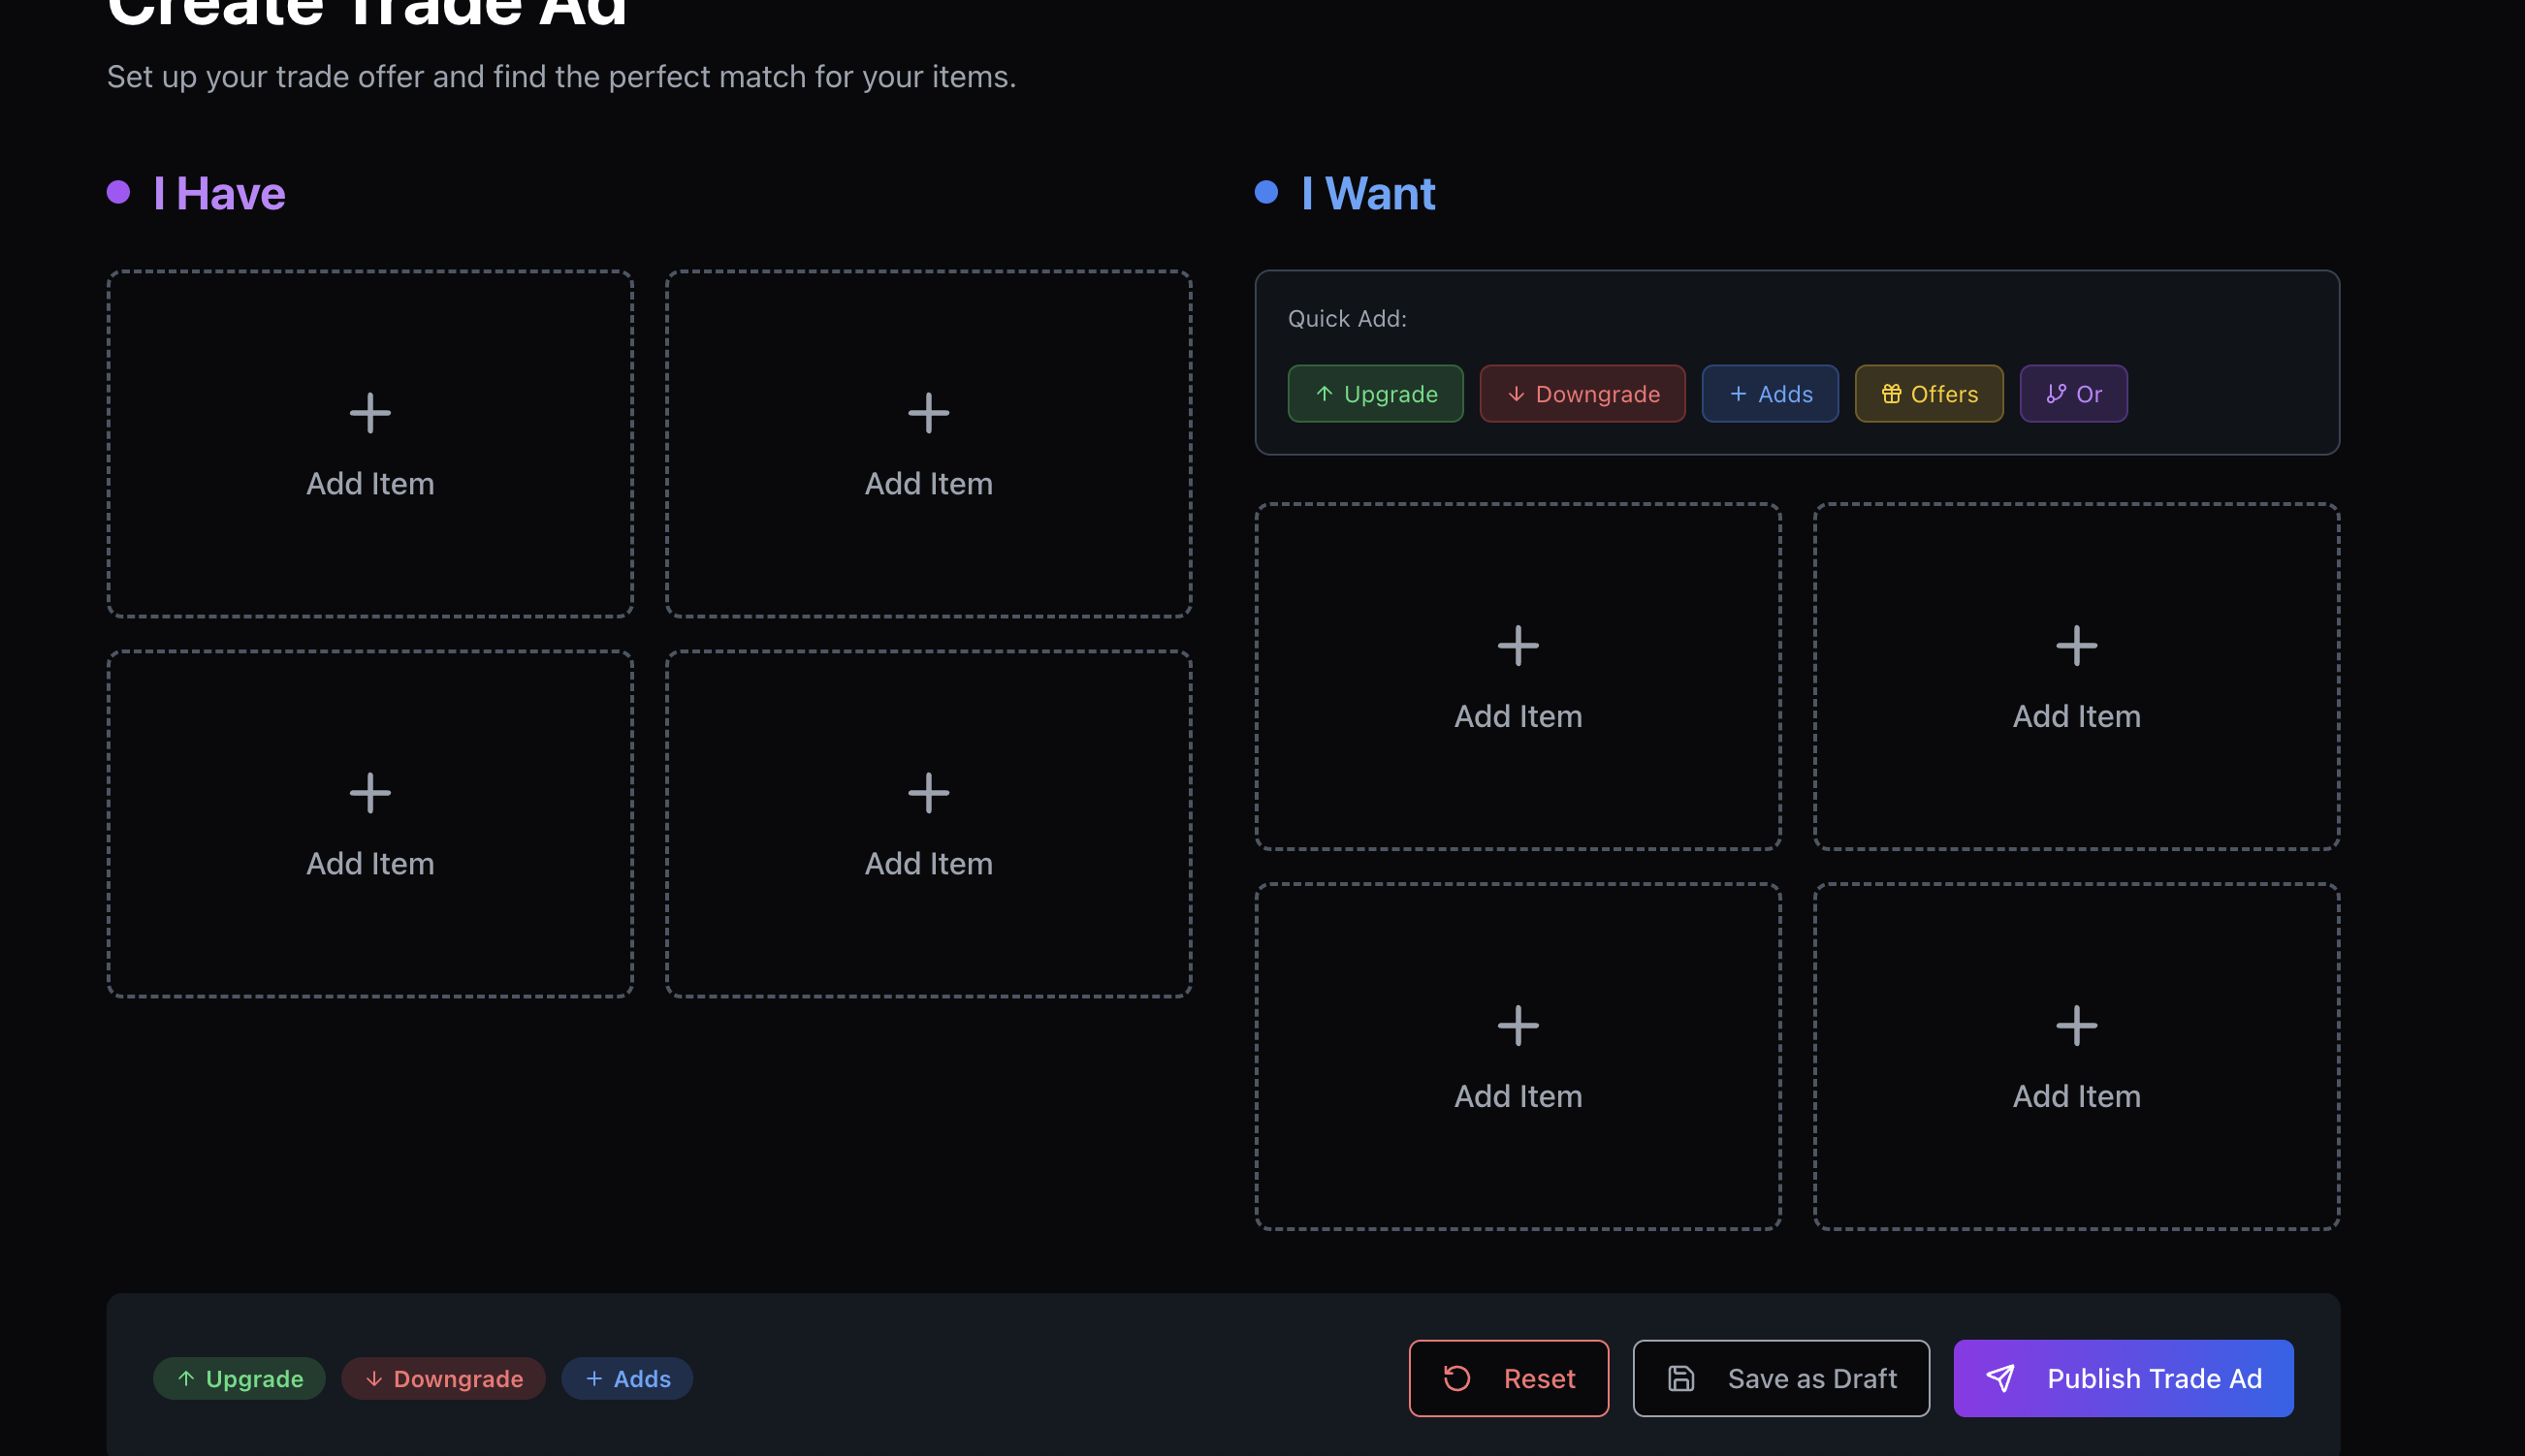 Create Trade Ad
Set up your trade offer and find the perfect match for your items.
I Have
Add Item
Add Item
Add Item
Add Item
I Want
Quick Add:
Upgrade
Downgrade
Adds
Offers
Or
Add Item
Add Item
Add Item
Add Item
Upgrade
Downgrade
Adds
Reset
Save as Draft
Publish Trade Ad